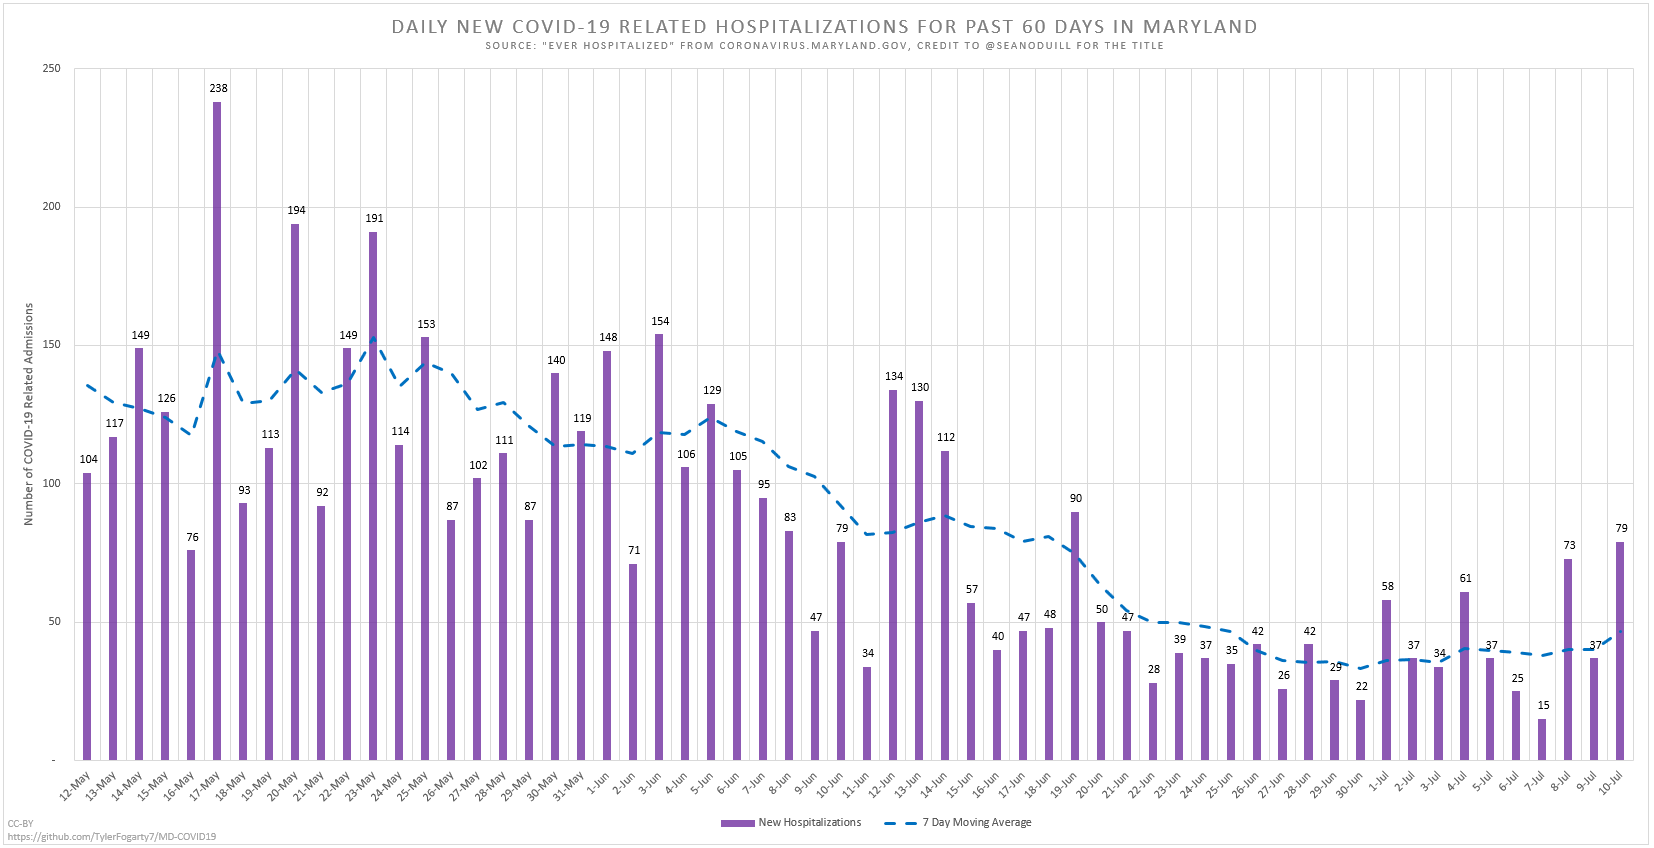 DAILY NEW COVID-19 RELATED HOSPITALIZATIONS FOR PAST 60 DAYS IN MARYLAND
SOURCE: "EVER HOSPITALIZED" FROM CORONAVIRUS.MARYLAND.GOV, CREDIT TO @SEANODUILL FOR THE TITLE
Number of COVID-19 Related Admissions
250
200
150
100
50
-
104
117
149
126
76
238
93
113
194
92
149
191
114
153
87
102
111
87
140
119
148
71
154
106
129
105
95
83
47
79
34
134
130
112
57
40
47
48
90
50
47
28
39
37
35
42
26
42
29
22
58
37
34
61
37
25
15
73
37
79
12-May
13-May
14-May
15-May
16-May
17-May
18-May
19-May
20-May
21-May
22-May
23-May
24-May
25-May
26-May
27-May
28-May
29-May
30-May
31-May
1-Jun
2-Jun
3-Jun
4-Jun
5-Jun
6-Jun
7-Jun
8-Jun
9-Jun
10-Jun
11-Jun
12-Jun
13-Jun
14-Jun
15-Jun
16-Jun
17-Jun
18-Jun
19-Jun
20-Jun
21-Jun
22-Jun
23-Jun
24-Jun
25-Jun
26-Jun
27-Jun
28-Jun
29-Jun
30-Jun
1-Jul
2-Jul
3-Jul
4-Jul
5-Jul
6-Jul
7-Jul
8-Jul
9-Jul
10-Jul
New Hospitalizations
7 Day Moving Average
CC-BY
https://github.com/TylerFogarty7/MD-COVID19